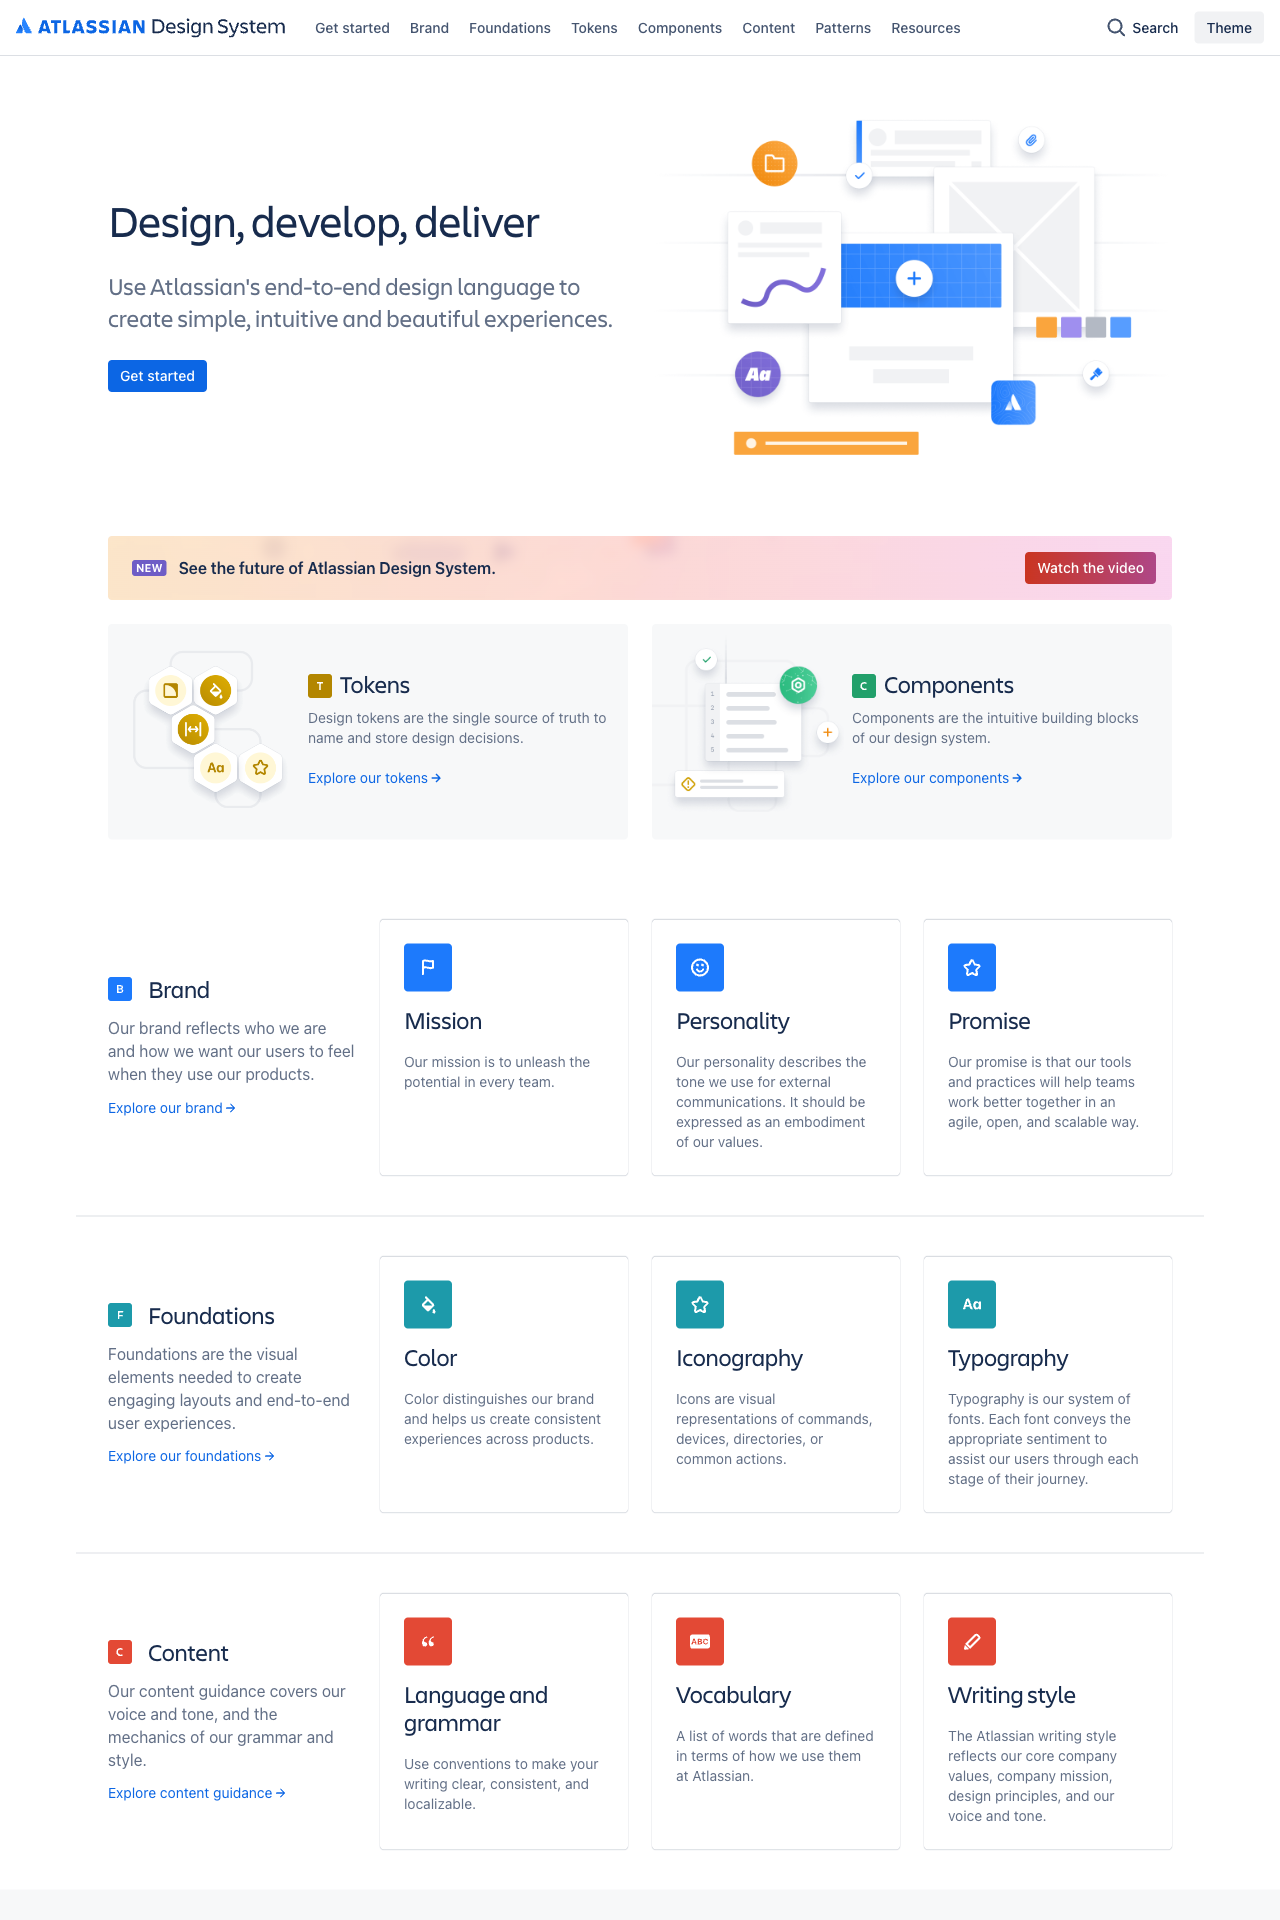 ATLASSIAN Design System
Get started
Brand
Foundations
Tokens
Components
Content
Patterns
Resources
Search
Theme
Design, develop, deliver
Use Atlassian's end-to-end design language to
create simple, intuitive and beautiful experiences.
Get started
Aa
NEW
See the future of Atlassian Design System.
Watch the video
Aa
T
Tokens
Design tokens are the single source of truth to
name and store design decisions.
Explore our tokens
1
2
3
4
5
C
Components
Components are the intuitive building blocks
of our design system.
Explore our components
B
Brand
Our brand reflects who we are
and how we want our users to feel
when they use our products.
Explore our brand
Mission
Our mission is to unleash the
potential in every team.
Personality
Our personality describes the
tone we use for external
communications. It should be
expressed as an embodiment
of our values.
Promise
Our promise is that our tools
and practices will help teams
work better together in an
agile, open, and scalable way.
F
Foundations
Foundations are the visual
elements needed to create
engaging layouts and end-to-end
user experiences.
Explore our foundations
Color
Color distinguishes our brand
and helps us create consistent
experiences across products.
Iconography
Icons are visual
representations of commands,
devices, directories, or
common actions.
Aa
Typography
Typography is our system of
fonts. Each font conveys the
appropriate sentiment to
assist our users through each
stage of their journey.
C
Content
Our content guidance covers our
voice and tone, and the
mechanics of our grammar and
style.
Explore content guidance
“
Language and
grammar
Use conventions to make your
writing clear, consistent, and
localizable.
ABC
Vocabulary
A list of words that are defined
in terms of how we use them
at Atlassian.
Writing style
The Atlassian writing style
reflects our core company
values, company mission,
design principles, and our
voice and tone.